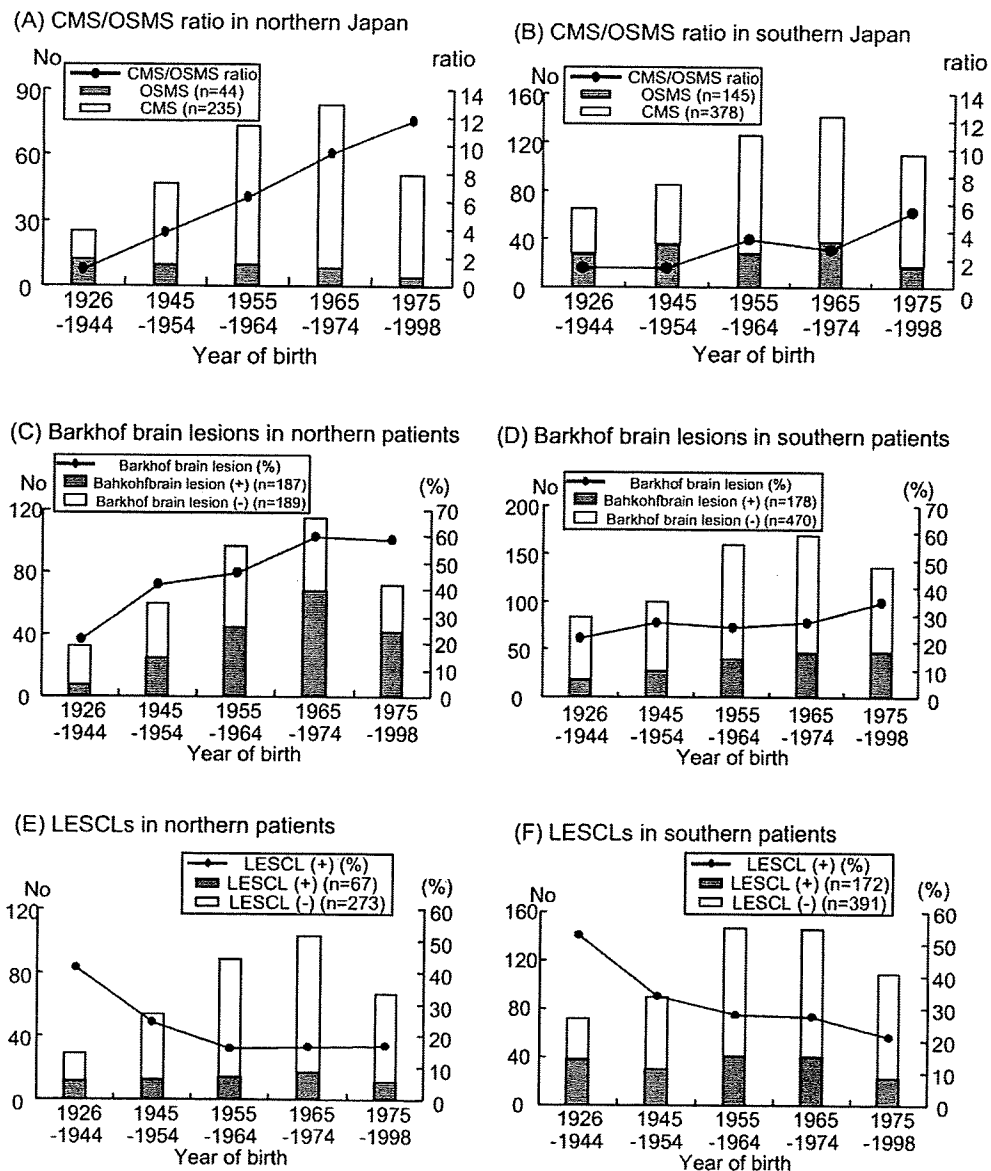 (A) CMS/OSMS ratio in northern Japan
No
ratio
CMS/OSMS ratio
OSMS (n=44)
CMS (n=235)
90
60
30
0
14
12
10
8
6
4
2
0
1926 1945 1955 1965 1975
-1944 -1954 -1964 -1974 -1998
Year of birth
(B) CMS/OSMS ratio in southern Japan
No
ratio
CMS/OSMS ratio
OSMS (n=145)
CMS (n=378)
160
120
80
40
0
14
12
10
8
6
4
2
0
1926 1945 1955 1965 1975
-1944 -1954 -1964 -1974 -1998
Year of birth
(C) Barkhof brain lesions in northern patients
Barkhof brain lesion (%)
Bahkohfbrain lesion (+) (n=187)
Barkhof brain lesion (-) (n=189)
No
(%)
120
80
40
0
70
60
50
40
30
20
10
0
1926 1945 1955 1965 1975
-1944 -1954 -1964 -1974 -1998
Year of birth
(D) Barkhof brain lesions in southern patients
Barkhof brain lesion (%)
Bahkohfbrain lesion (+) (n=178)
Barkhof brain lesion (-) (n=470)
No
(%)
200
150
100
50
0
70
60
50
40
30
20
10
0
1926 1945 1955 1965 1975
-1944 -1954 -1964 -1974 -1998
Year of birth
(E) LESCLs in northern patients
LESCL (+) (%)
LESCL (+) (n=67)
LESCL (-) (n=273)
No
(%)
120
80
40
0
60
50
40
30
20
10
0
1926 1945 1955 1965 1975
-1944 -1954 -1964 -1974 -1998
Year of birth
(F) LESCLs in southern patients
LESCL (+) (%)
LESCL (+) (n=172)
LESCL (-) (n=391)
No
(%)
160
120
80
40
0
60
50
40
30
20
10
0
1926 1945 1955 1965 1975
-1944 -1954 -1964 -1974 -1998
Year of birth